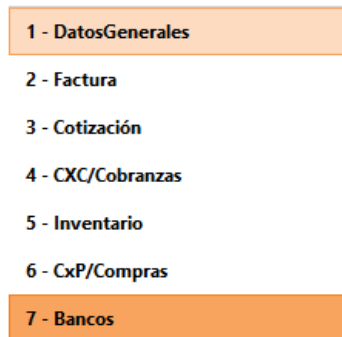 1 - DatosGenerales
2 - Factura
3 - Cotización
4 - CXC/Cobranzas
5 - Inventario
6 - CxP/Compras
7 - Bancos